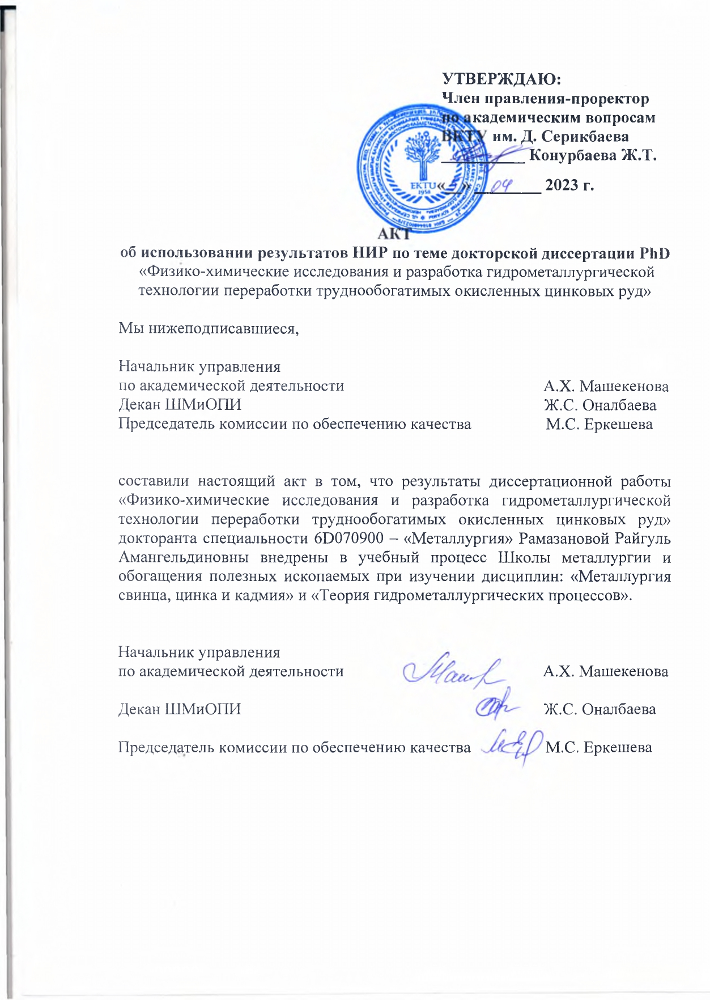 УТВЕРЖДАЮ:
Член правления-проректор
по академическим вопросам
ВКТУ им. Д. Серикбаева
____________ Конурбаева Ж.Т.
«__» 04 2023 г.
EKTU
1958
АКТ
об использовании результатов НИР по теме докторской диссертации PhD
«Физико-химические исследования и разработка гидрометаллургической
технологии переработки труднообогатимых окисленных цинковых руд»
Мы нижеподписавшиеся,
Начальник управления
по академической деятельности А.Х. Машекенова
Декан ШМиОПИ Ж.С. Оналбаева
Председатель комиссии по обеспечению качества М.С. Еркешева
составили настоящий акт в том, что результаты диссертационной работы
«Физико-химические исследования и разработка гидрометаллургической
технологии переработки труднообогатимых окисленных цинковых руд»
докторанта специальности 6D070900 – «Металлургия» Рамазановой Райгуль
Амангельдиновны внедрены в учебный процесс Школы металлургии и
обогащения полезных ископаемых при изучении дисциплин: «Металлургия
свинца, цинка и кадмия» и «Теория гидрометаллургических процессов».
Начальник управления
по академической деятельности А.Х. Машекенова
Декан ШМиОПИ Ж.С. Оналбаева
Председатель комиссии по обеспечению качества М.С. Еркешева